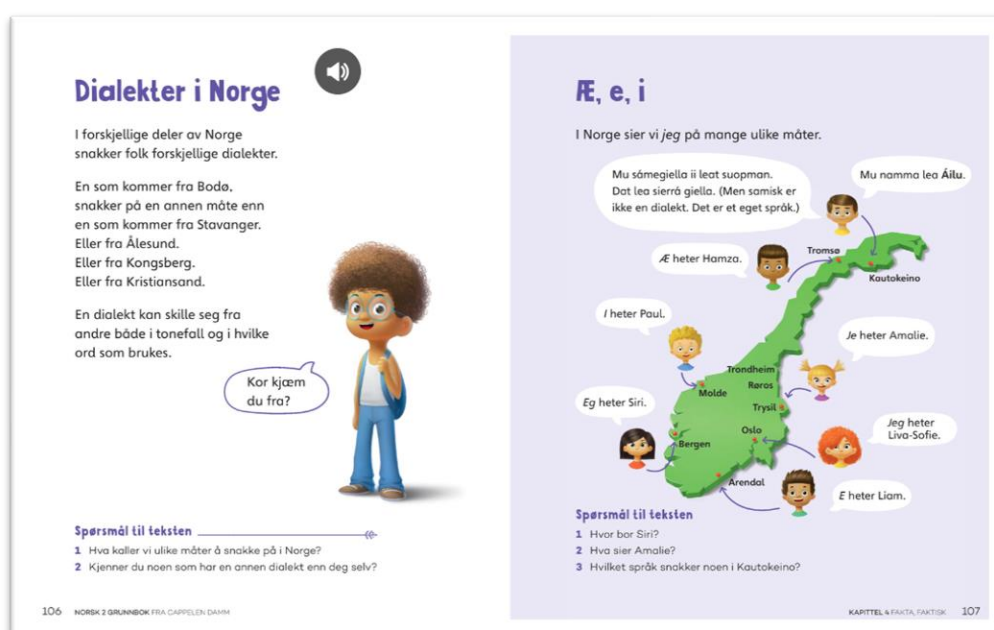 Dialekter i Norge
I forskjellige deler av Norge
snakker folk forskjellige dialekter.
En som kommer fra Bodø,
snakker på en annen måte enn
en som kommer fra Stavanger.
Eller fra Ålesund.
Eller fra Kongsberg.
Eller fra Kristiansand.
En dialekt kan skille seg fra
andre både i tonefall og i hvilke
ord som brukes.
Kor kjæm
du fra?
Spørsmål til teksten
1 Hva kaller vi ulike måter å snakke på i Norge?
2 Kjenner du noen som har en annen dialekt enn deg selv?
106 NORSK 2 GRUNNBOK FRA CAPPELEN DAMM
Æ, e, i
I Norge sier vi jeg på mange ulike måter.
Mu sámegiella ii leat suopman.
Dat lea sierrá giella. (Men samisk er
ikke en dialekt. Det er et eget språk.)
Mu namma lea Áilu.
Æ heter Hamza.
Tromsø
Kautokeino
I heter Paul.
Je heter Amalie.
Trondheim
Røros
Molde
Trysil
Eg heter Siri.
Jeg heter
Liva-Sofie.
Oslo
Bergen
Arendal
E heter Liam.
Spørsmål til teksten
1 Hvor bor Siri?
2 Hva sier Amalie?
3 Hvilket språk snakker noen i Kautokeino?
KAPITTEL 4 FAKTA, FAKTISK 107